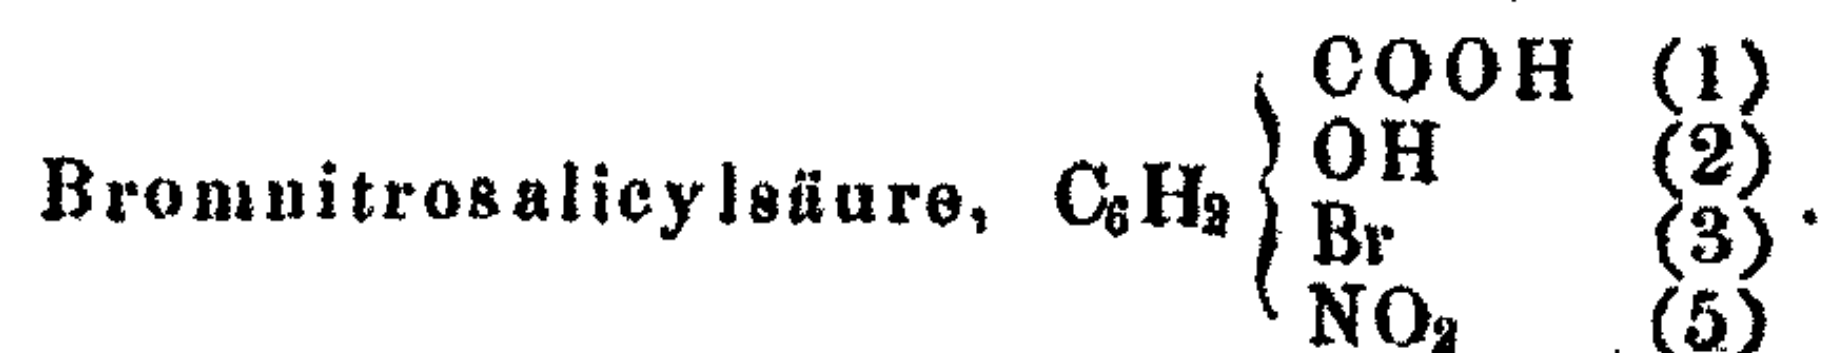 COOH (1)
OH (2)
Bromnitrosalicylsäure, C₆H₂
Br (3) .
NO₂ (5)